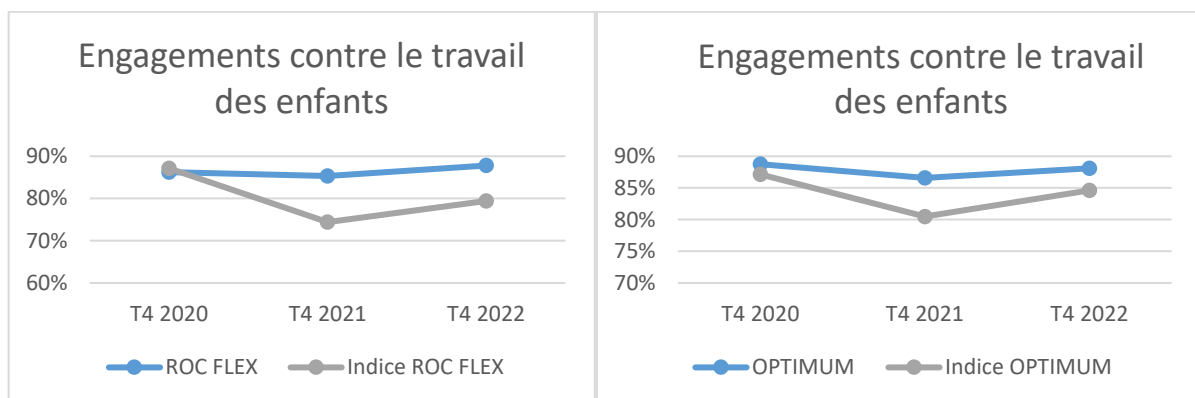 Engagements contre le travail
des enfants
90%
80%
70%
60%
T4 2020 T4 2021 T4 2022
ROC FLEX Indice ROC FLEX
Engagements contre le travail
des enfants
90%
85%
80%
75%
70%
T4 2020 T4 2021 T4 2022
OPTIMUM Indice OPTIMUM